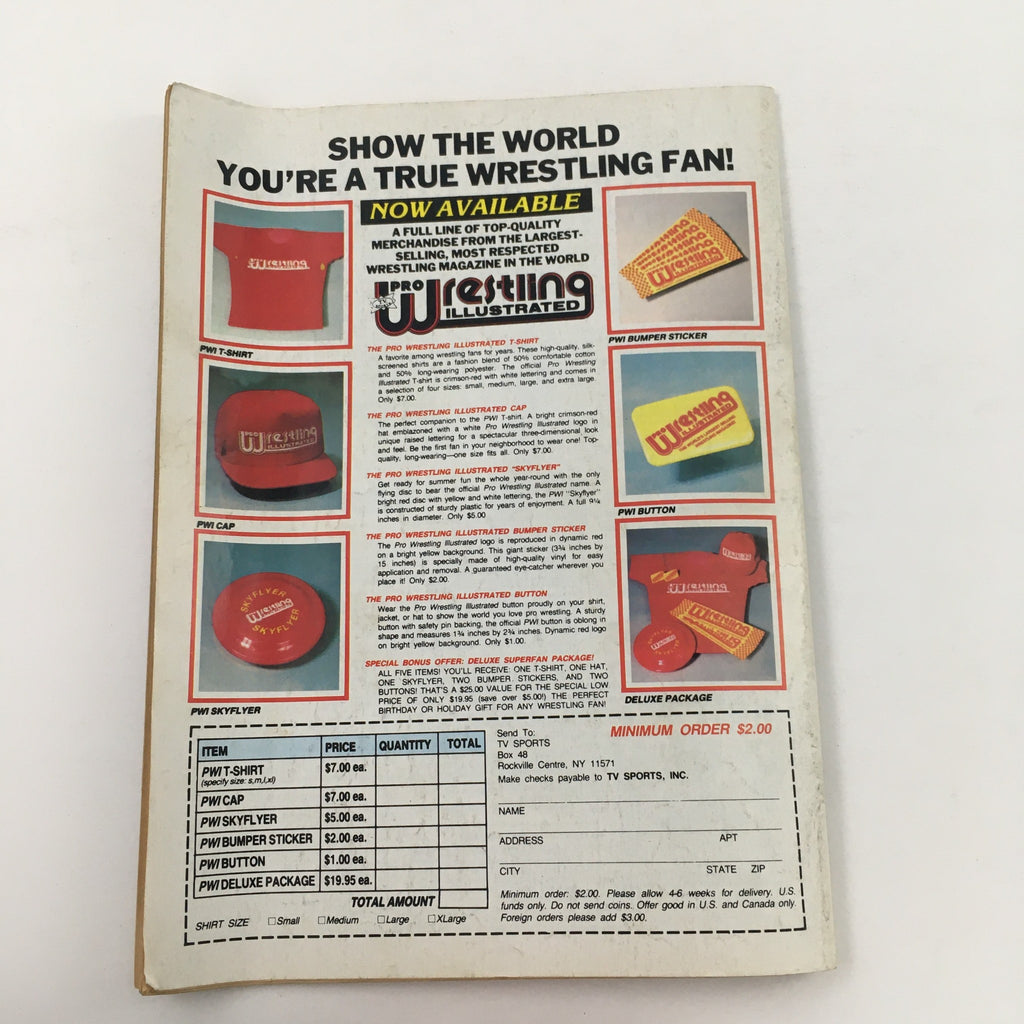 SHOW THE WORLD
YOU'RE A TRUE WRESTLING FAN!
NOW AVAILABLE
A FULL LINE OF TOP-QUALITY
MERCHANDISE FROM THE LARGEST-
SELLING, MOST RESPECTED
WRESTLING MAGAZINE IN THE WORLD
PRO
Wrestling
ILLUSTRATED
Wrestling
PWI T-SHIRT
Wrestling
ILLUSTRATED
PWI CAP
SKYFLYER
Wrestling
SKYFLYER
PWI SKYFLYER
THE PRO WRESTLING ILLUSTRATED T-SHIRT
A favorite among wrestling fans for years. These high-quality, silk-
screened shirts are a fashion blend of 50% comfortable cotton
and 50% long-wearing polyester. The official Pro Wrestling
Illustrated T-shirt is crimson-red with white lettering and comes in
a selection of four sizes: small, medium, large, and extra large.
Only $7.00.
THE PRO WRESTLING ILLUSTRATED CAP
The perfect companion to the PWI T-shirt. A bright crimson-red
hat emblazoned with a white Pro Wrestling Illustrated logo in
unique raised lettering for a spectacular three-dimensional look
and feel. Be the first fan in your neighborhood to wear one! Top-
quality, long-wearing—one size fits all. Only $7.00.
THE PRO WRESTLING ILLUSTRATED "SKYFLYER"
Get ready for summer fun the whole year-round with the only
flying disc to bear the official Pro Wrestling Illustrated name. A
bright red disc with yellow and white lettering, the PWI "Skyflyer"
is constructed of sturdy plastic for years of enjoyment. A full 9¼
inches in diameter. Only $5.00
THE PRO WRESTLING ILLUSTRATED BUMPER STICKER
The Pro Wrestling Illustrated logo is reproduced in dynamic red
on a bright yellow background. This giant sticker (3¾ inches by
15 inches) is specially made of high-quality vinyl for easy
application and removal. A guaranteed eye-catcher wherever you
place it! Only $2.00.
THE PRO WRESTLING ILLUSTRATED BUTTON
Wear the Pro Wrestling Illustrated button proudly on your shirt,
jacket, or hat to show the world you love pro wrestling. A sturdy
button with safety pin backing, the official PWI button is oblong in
shape and measures 1¾ inches by 2¾ inches. Dynamic red logo
on bright yellow background. Only $1.00.
SPECIAL BONUS OFFER: DELUXE SUPERFAN PACKAGE!
ALL FIVE ITEMS! YOU'LL RECEIVE: ONE T-SHIRT, ONE HAT,
ONE SKYFLYER, TWO BUMPER STICKERS, AND TWO
BUTTONS! THAT'S A $25.00 VALUE FOR THE SPECIAL LOW
PRICE OF ONLY $19.95 (save over $5.00!) THE PERFECT
BIRTHDAY OR HOLIDAY GIFT FOR ANY WRESTLING FAN!
Wrestling
PWI BUMPER STICKER
Wrestling
ILLUSTRATED
PWI BUTTON
Wrestling
DELUXE PACKAGE
ITEM PRICE QUANTITY TOTAL
PWI T-SHIRT $7.00 ea.
(specify size: s,m,l,xl)
PWI CAP $7.00 ea.
PWI SKYFLYER $5.00 ea.
PWI BUMPER STICKER $2.00 ea.
PWI BUTTON $1.00 ea.
PWI DELUXE PACKAGE $19.95 ea.
TOTAL AMOUNT
SHIRT SIZE □Small □Medium □Large □XLarge
MINIMUM ORDER $2.00
Send To:
TV SPORTS
Box 48
Rockville Centre, NY 11571
Make checks payable to TV SPORTS, INC.
NAME
ADDRESS APT
CITY STATE ZIP
Minimum order: $2.00. Please allow 4-6 weeks for delivery. U.S.
funds only. Do not send coins. Offer good in U.S. and Canada only.
Foreign orders please add $3.00.